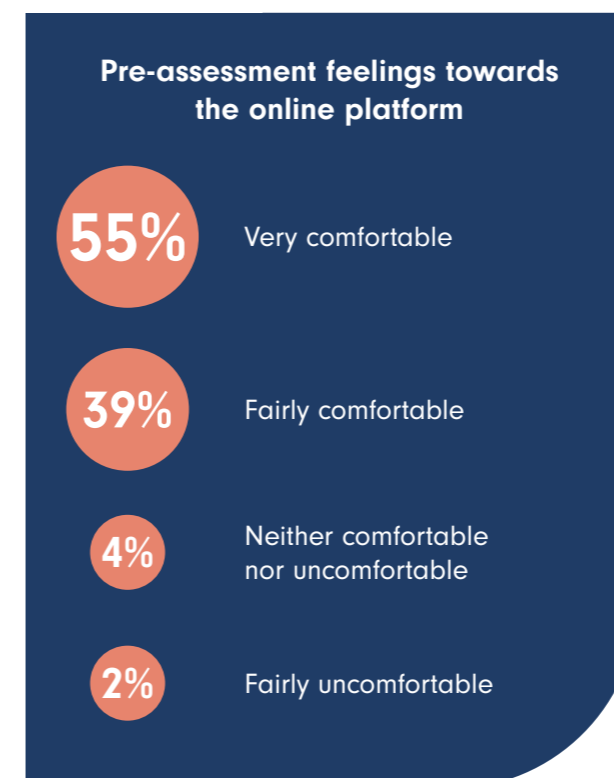 Pre-assessment feelings towards
the online platform
55%
Very comfortable
39%
Fairly comfortable
4%
Neither comfortable
nor uncomfortable
2%
Fairly uncomfortable